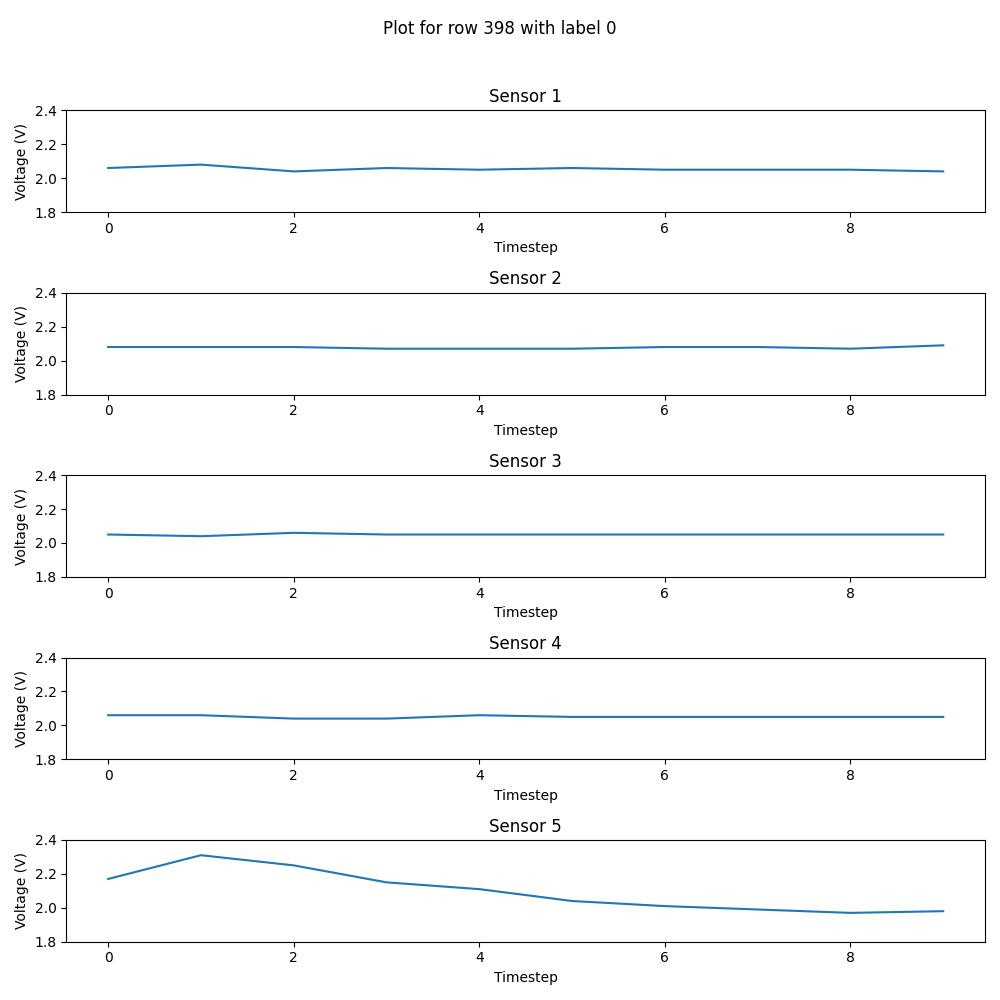 Plot for row 398 with label 0
Sensor 1
2.4
2.2
2.0
1.8
Voltage (V)
0 2 4 6 8
Timestep
Sensor 2
2.4
2.2
2.0
1.8
Voltage (V)
0 2 4 6 8
Timestep
Sensor 3
2.4
2.2
2.0
1.8
Voltage (V)
0 2 4 6 8
Timestep
Sensor 4
2.4
2.2
2.0
1.8
Voltage (V)
0 2 4 6 8
Timestep
Sensor 5
2.4
2.2
2.0
1.8
Voltage (V)
0 2 4 6 8
Timestep